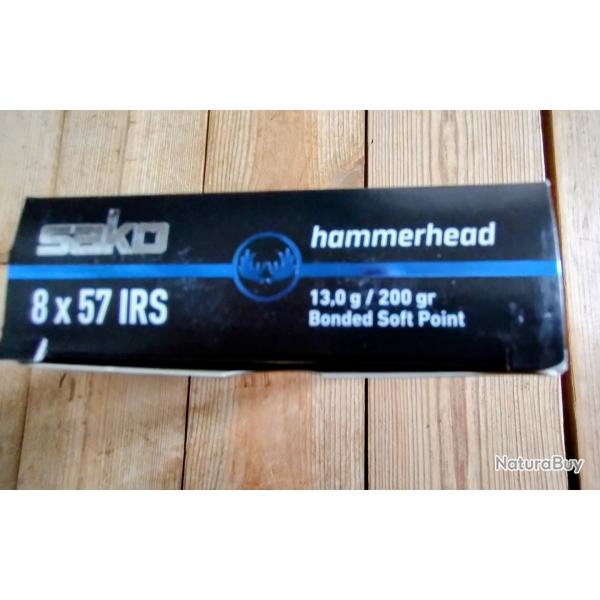 sako
hammerhead
8 x 57 IRS
13,0 g / 200 gr
Bonded Soft Point
NaturaBuy